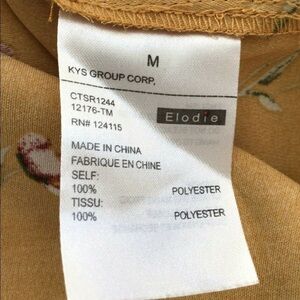 M
KYS GROUP CORP.
CTSR1244
12176-TM
RN# 124115
Elodie
MADE IN CHINA
FABRIQUE EN CHINE
SELF:
100% POLYESTER
TISSU:
100% POLYESTER